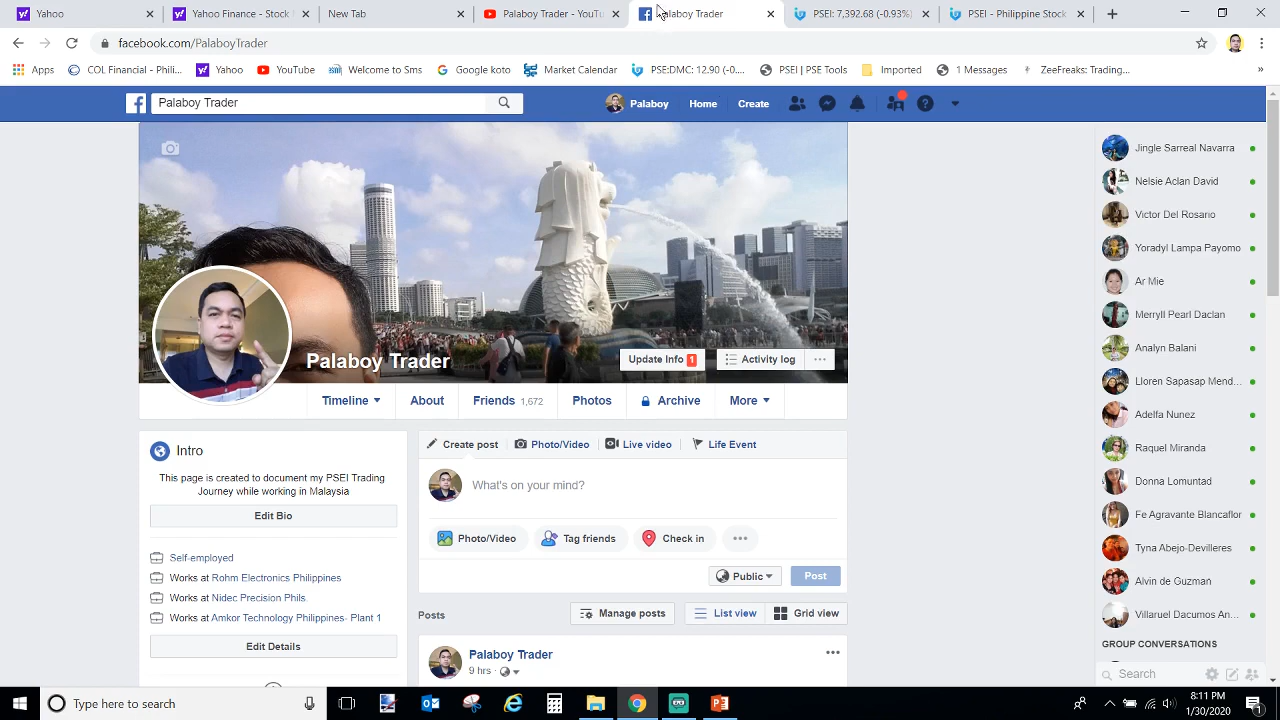 Yahoo
Yahoo Finance - Stock
New Tab
Palaboy Trader - YouTu
Palaboy Trader
PSEI: 7,392.68 (-0.93%)
PSEI - Philippine Stock
facebook.com/PalaboyTrader
Apps
COL Financial - Phili...
Yahoo
YouTube
Welcome to Sms
Google koto
Market Calendar
PSE:DMC: 12.90 (-0....
PSEI | PSE Tools
Imported
1 Messages
ZeeFreaks: Trading...
Palaboy Trader
Palaboy
Home
Create
Palaboy Trader
Update Info 1
Activity log
Timeline
About
Friends 1,672
Photos
Archive
More
Intro
This page is created to document my PSEI Trading
Journey while working in Malaysia
Edit Bio
Self-employed
Works at Rohm Electronics Philippines
Works at Nidec Precision Phils.
Works at Amkor Technology Philippines- Plant 1
Edit Details
Create post
Photo/Video
Live video
Life Event
What's on your mind?
Photo/Video
Tag friends
Check in
Public
Post
Posts
Manage posts
List view
Grid view
Palaboy Trader
9 hrs
Jingle Sarreal Navarra
Nelsie Aclan David
Victor Del Rosario
Yoradyl Lampa Payomo
Ar Mie
Merryll Pearl Daclan
Analyn Balani
Lloren Sapasap Mend...
Adelfa Nunez
Raquel Miranda
Donna Lomuntad
Fe Agravante Blancaflor
Tyna Abejo-Devilleres
Alvin de Guzman
Villaruel Dacumos An...
GROUP CONVERSATIONS
Search
Type here to search
8:11 PM
1/30/2020
1